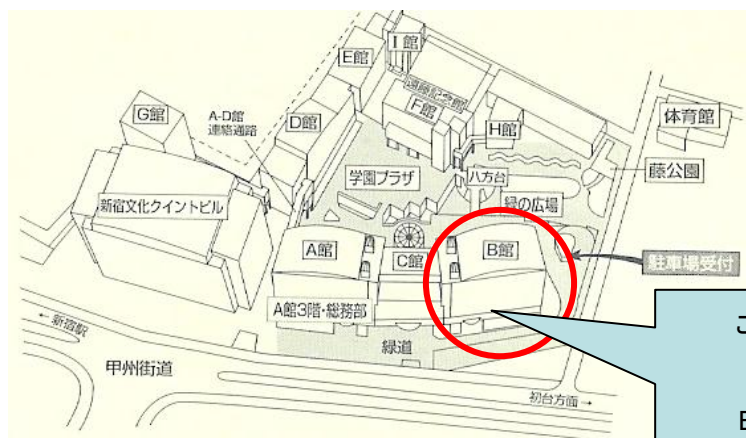 I館
E館
遠藤記念館
F館
G館
A-D館
連絡通路
D館
H館
体育館
藤公園
学園プラザ
八方台
新宿文化クイントビル
緑の広場
A館
C館
B館
駐車場受付
A館3階・総務部
←新宿駅
緑道
甲州街道
初台方面→